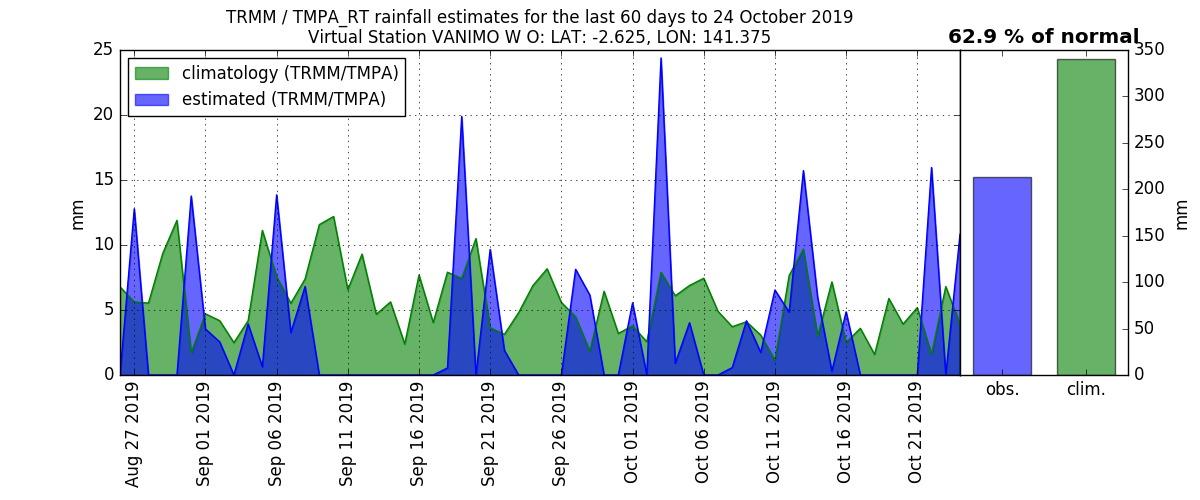 TRMM / TMPA_RT rainfall estimates for the last 60 days to 24 October 2019
Virtual Station VANIMO W O: LAT: -2.625, LON: 141.375
62.9 % of normal
climatology (TRMM/TMPA)
estimated (TRMM/TMPA)
25
20
15
10
5
0
mm
Aug 27 2019
Sep 01 2019
Sep 06 2019
Sep 11 2019
Sep 16 2019
Sep 21 2019
Sep 26 2019
Oct 01 2019
Oct 06 2019
Oct 11 2019
Oct 16 2019
Oct 21 2019
obs.
clim.
350
300
250
200
150
100
50
0
mm